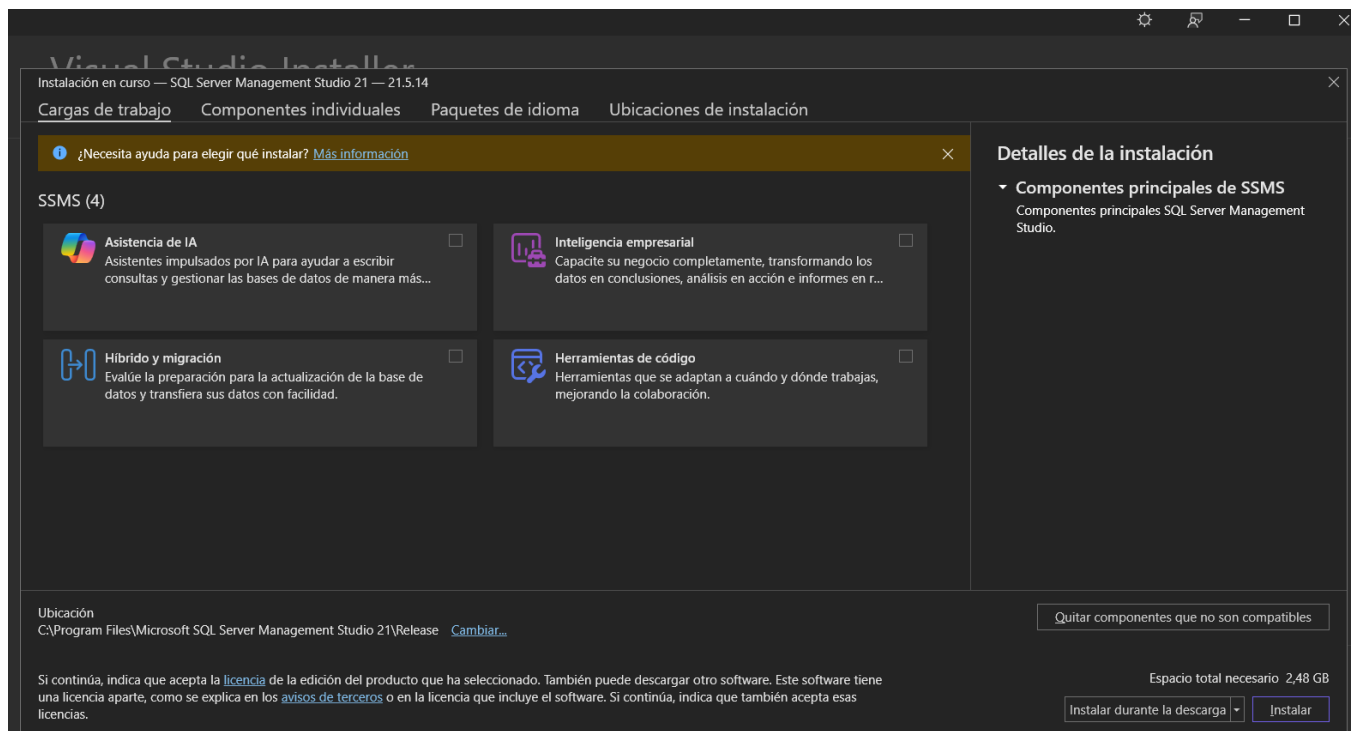 Visual Studio Installer
Instalación en curso — SQL Server Management Studio 21 — 21.5.14
Cargas de trabajo
Componentes individuales
Paquetes de idioma
Ubicaciones de instalación
¿Necesita ayuda para elegir qué instalar? Más información
SSMS (4)
Asistencia de IA
Asistentes impulsados por IA para ayudar a escribir
consultas y gestionar las bases de datos de manera más...
Inteligencia empresarial
Capacite su negocio completamente, transformando los
datos en conclusiones, análisis en acción e informes en r...
Híbrido y migración
Evalúe la preparación para la actualización de la base de
datos y transfiera sus datos con facilidad.
Herramientas de código
Herramientas que se adaptan a cuándo y dónde trabajas,
mejorando la colaboración.
Detalles de la instalación
Componentes principales de SSMS
Componentes principales SQL Server Management
Studio.
Ubicación
C:\Program Files\Microsoft SQL Server Management Studio 21\Release Cambiar...
Quitar componentes que no son compatibles
Si continúa, indica que acepta la licencia de la edición del producto que ha seleccionado. También puede descargar otro software. Este software tiene
una licencia aparte, como se explica en los avisos de terceros o en la licencia que incluye el software. Si continúa, indica que también acepta esas
licencias.
Espacio total necesario 2,48 GB
Instalar durante la descarga
Instalar